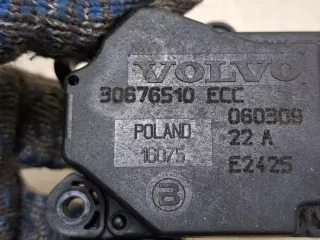 VOLVO
30676510 ECC
060309
POLAND
22 A
16075
E2425
B